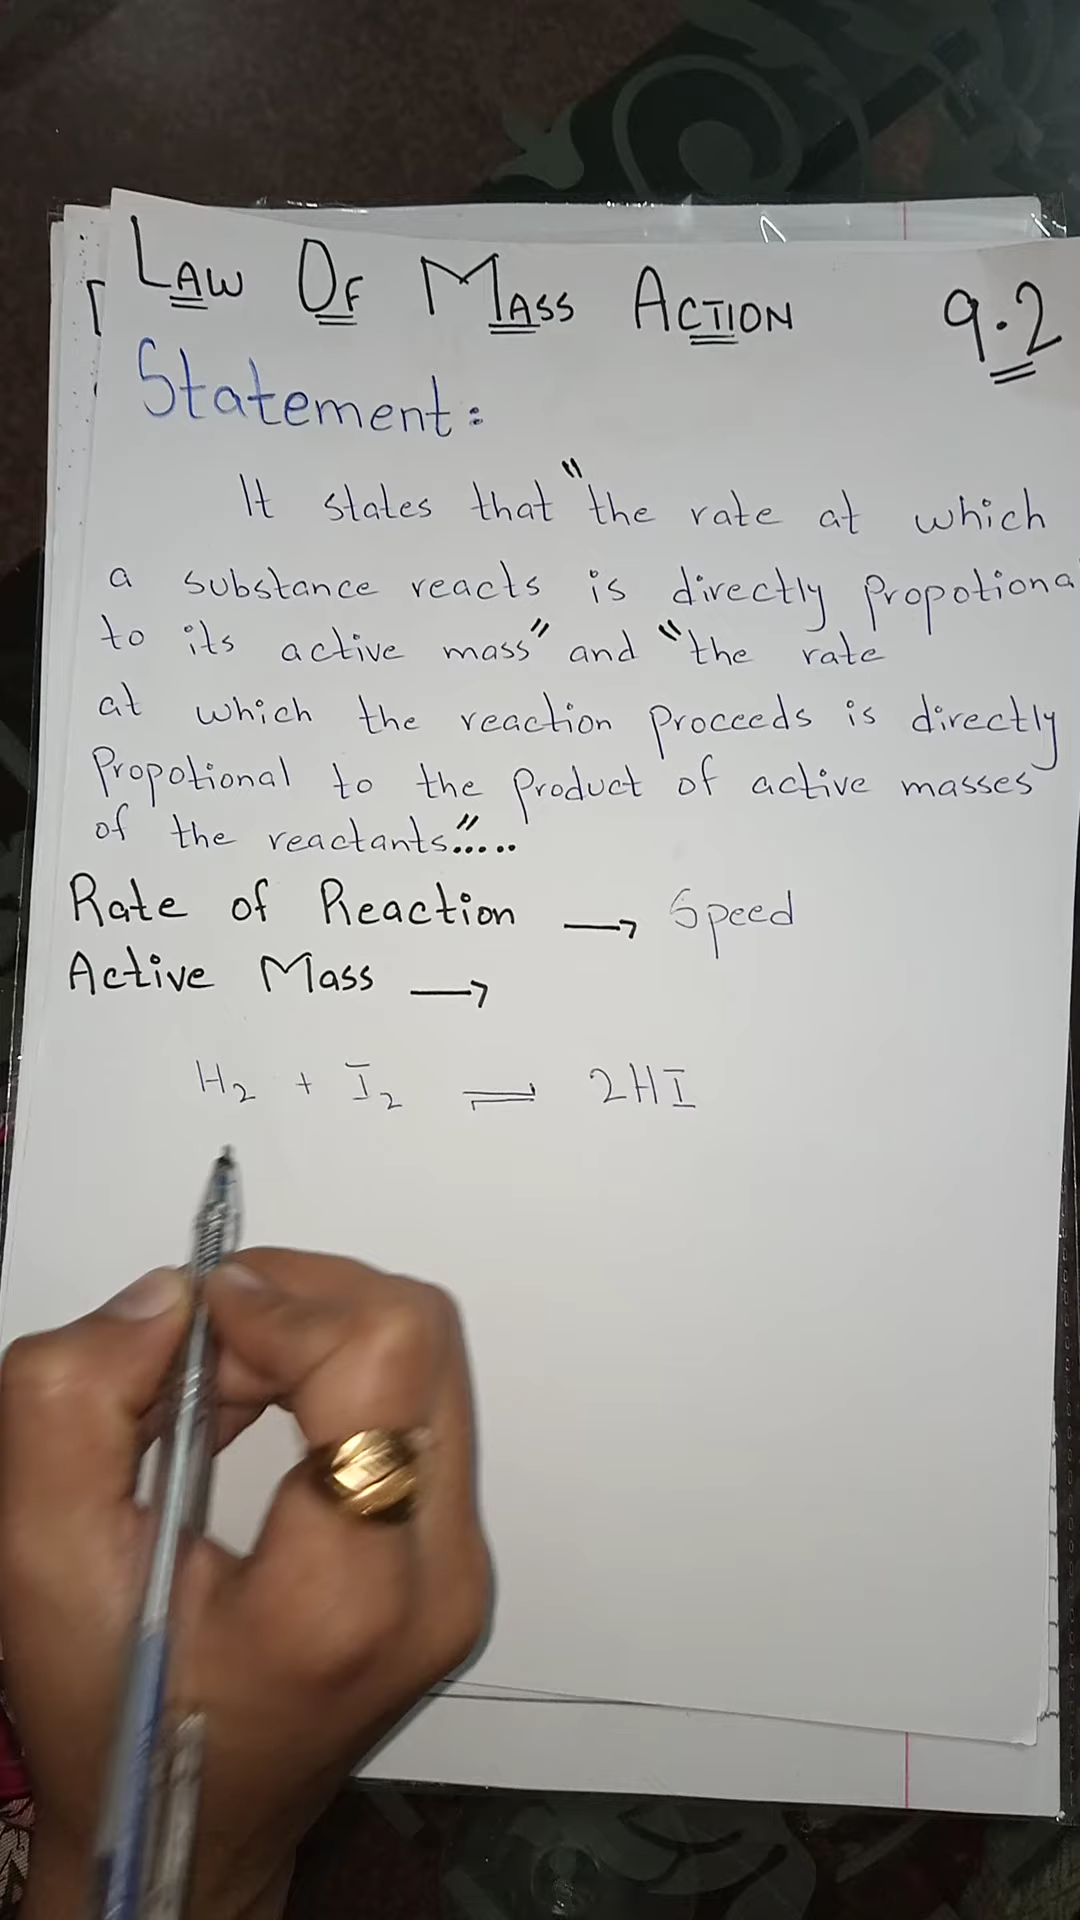 LAW OF MASS ACTION 9.2
Statement:
It states that "the rate at which
a substance reacts is directly Propotiona
to its active mass" and "the rate
at which the reaction Proceeds is directly
Propotional to the Product of active masses
of the reactants".....
Rate of Reaction → Speed
Active Mass →
H₂ + I₂ ⇌ 2HI